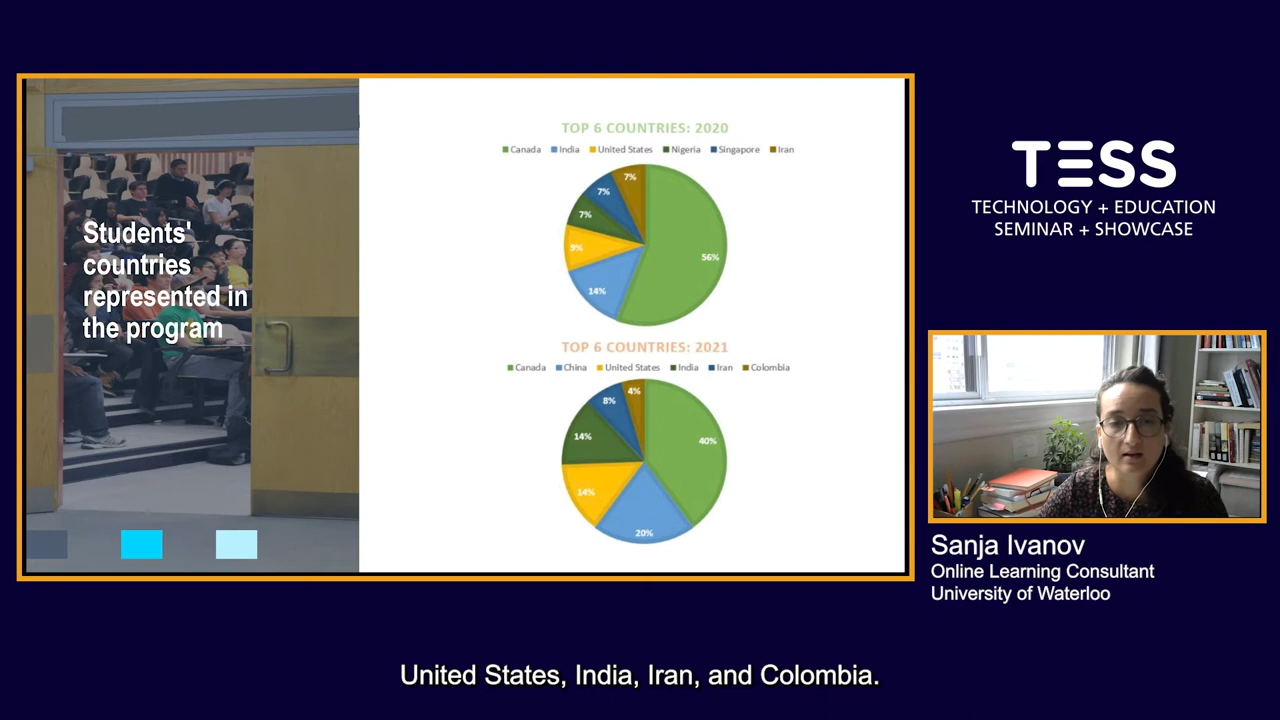 Students'
countries
represented in
the program
TOP 6 COUNTRIES: 2020
Canada India United States Nigeria Singapore Iran
7%
7%
7%
9%
14%
56%
TOP 6 COUNTRIES: 2021
Canada China United States India Iran Colombia
4%
8%
14%
14%
20%
40%
TESS
TECHNOLOGY + EDUCATION
SEMINAR + SHOWCASE
Sanja Ivanov
Online Learning Consultant
University of Waterloo
United States, India, Iran, and Colombia.